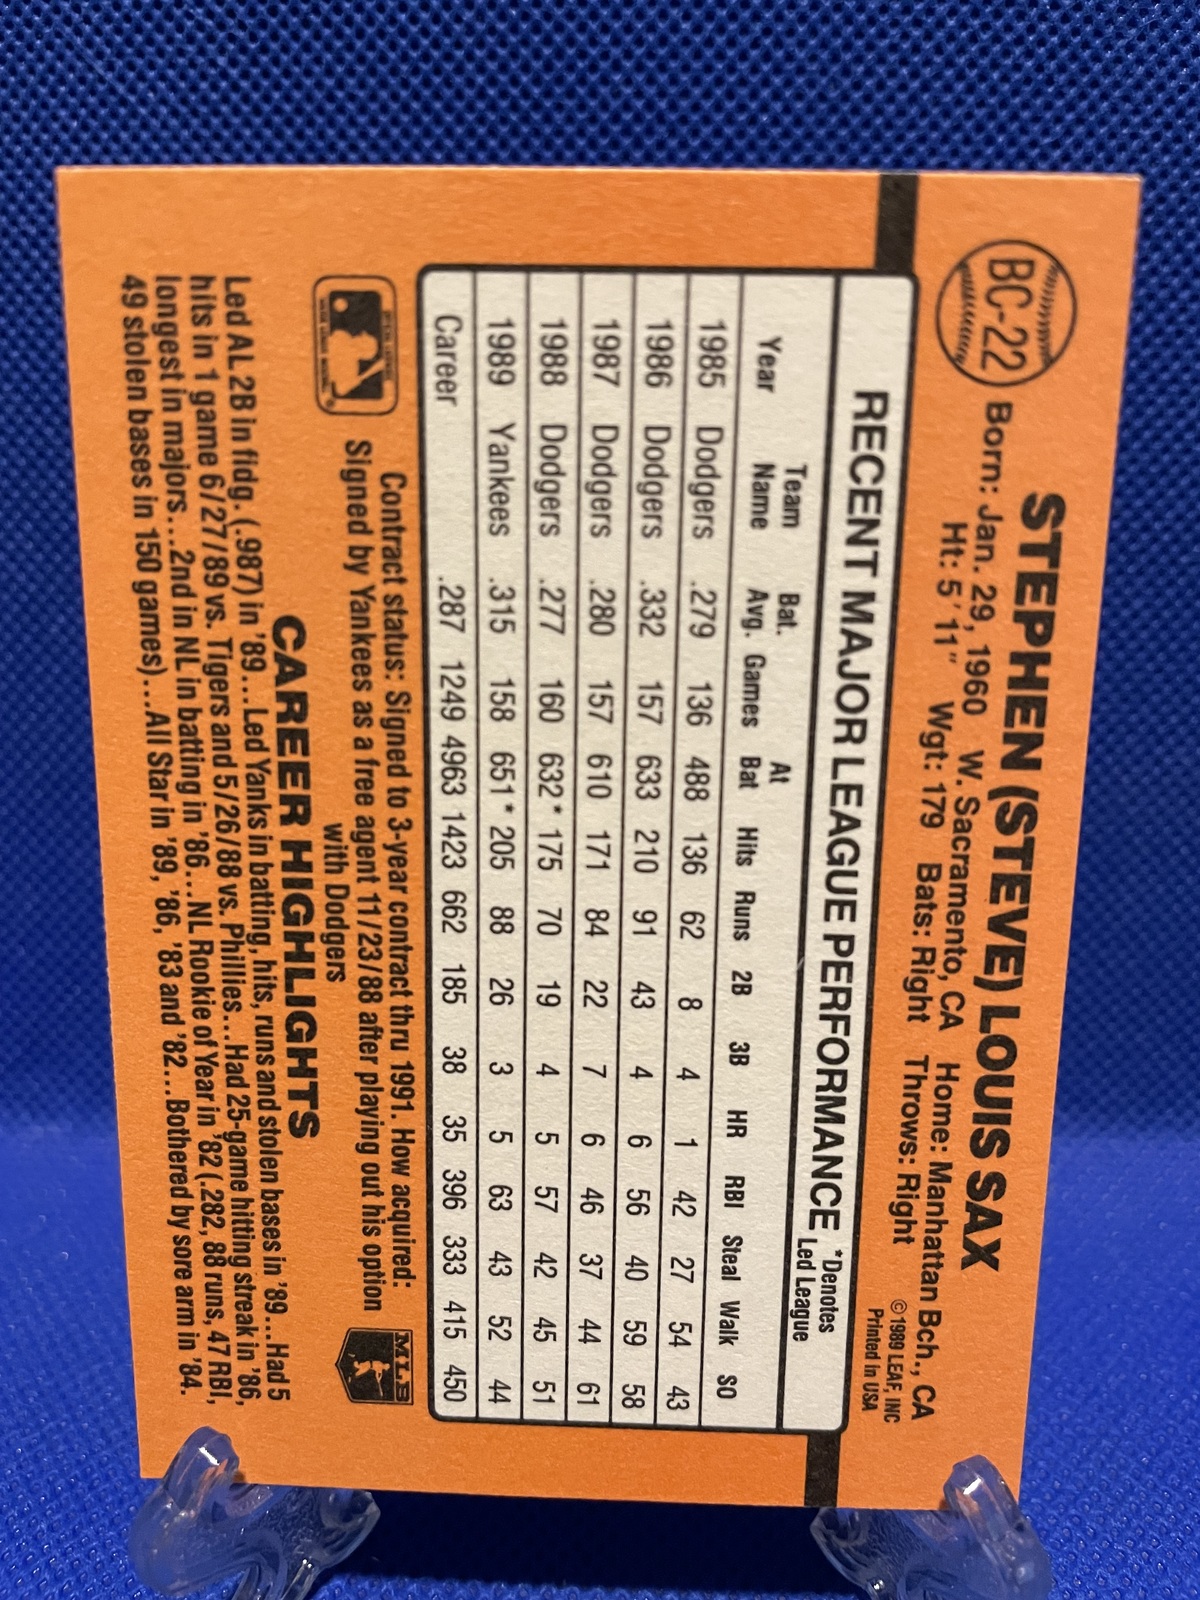 BC-22
STEPHEN (STEVE) LOUIS SAX
Born: Jan. 29, 1960 W. Sacramento, CA Home: Manhattan Bch., CA
Ht: 5′ 11″ Wgt: 179 Bats: Right Throws: Right
©1989 LEAF, INC
Printed in USA
RECENT MAJOR LEAGUE PERFORMANCE *Denotes Led League
Year Team Name Bat. Avg. Games At Bat Hits Runs 2B 3B HR RBI Steal Walk SO
1985 Dodgers .279 136 488 136 62 8 4 1 42 27 54 43
1986 Dodgers .332 157 633 210 91 43 4 6 56 40 59 58
1987 Dodgers .280 157 610 171 84 22 7 6 46 37 44 61
1988 Dodgers .277 160 632* 175 70 19 4 5 57 42 45 51
1989 Yankees .315 158 651* 205 88 26 3 5 63 43 52 44
Career .287 1249 4963 1423 662 185 38 35 396 333 415 450
Contract status: Signed to 3-year contract thru 1991. How acquired:
Signed by Yankees as a free agent 11/23/88 after playing out his option
with Dodgers
MLB
CAREER HIGHLIGHTS
Led AL 2B in fldg. (.987) in '89...Led Yanks in batting, hits, runs and stolen bases in '89...Had 5
hits in 1 game 6/27/89 vs. Tigers and 5/26/88 vs. Phillies...Had 25-game hitting streak in '86,
longest in majors...2nd in NL in batting in '86...NL Rookie of Year in '82 (.282, 88 runs, 47 RBI,
49 stolen bases in 150 games)...All Star in '89, '86, '83 and '82...Bothered by sore arm in '84.